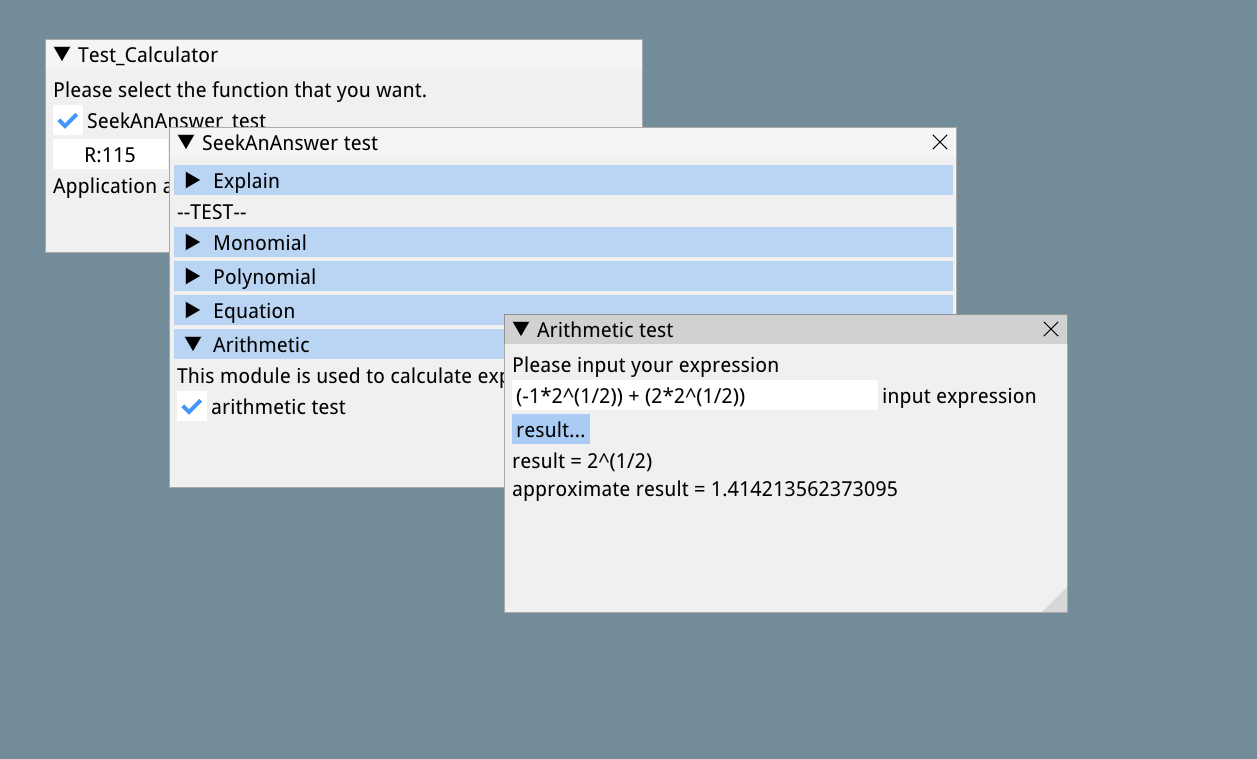 Test_Calculator
Please select the function that you want.
SeekAnAnswer_test
R:115
Application
SeekAnAnswer test
Explain
--TEST--
Monomial
Polynomial
Equation
Arithmetic
This module is used to calculate
arithmetic test
Arithmetic test
Please input your expression
(-1*2^(1/2)) + (2*2^(1/2)) input expression
result...
result = 2^(1/2)
approximate result = 1.414213562373095